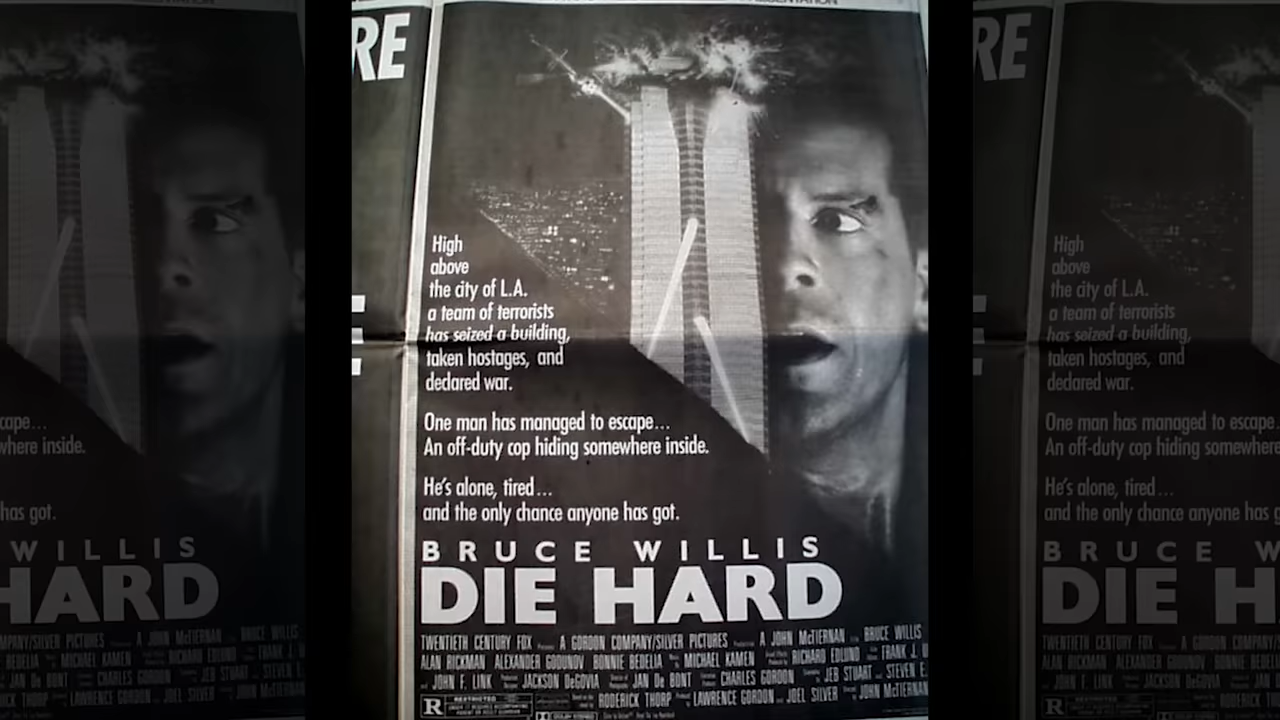 RE
High
above
the city of L.A.
a team of terrorists
has seized a building,
taken hostages, and
declared war.
One man has managed to escape...
An off-duty cop hiding somewhere inside.
He's alone, tired...
and the only chance anyone has got.
BRUCE WILLIS
DIE HARD
TWENTIETH CENTURY FOX A GORDON COMPANY/SILVER PICTURES A JOHN McTIERNAN BRUCE WILLIS
ALAN RICKMAN ALEXANDER GODUNOV BONNIE BEDELIA MICHAEL KAMEN RICHARD EDLUND FRANK J.
JOHN F. LINK JACKSON DeGOVIA JAN De BONT CHARLES GORDON JEB STUART STEVEN E.
RODERICK THORP LAWRENCE GORDON JOEL SILVER JOHN McTIERNAN
R RESTRICTED
DOLBY STEREO